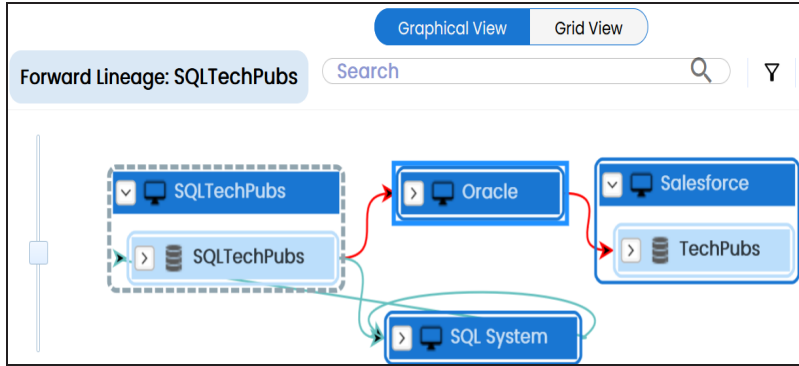 Graphical View
Grid View
Forward Lineage: SQLTechPubs
Search
SQLTechPubs
Oracle
Salesforce
SQLTechPubs
TechPubs
SQL System